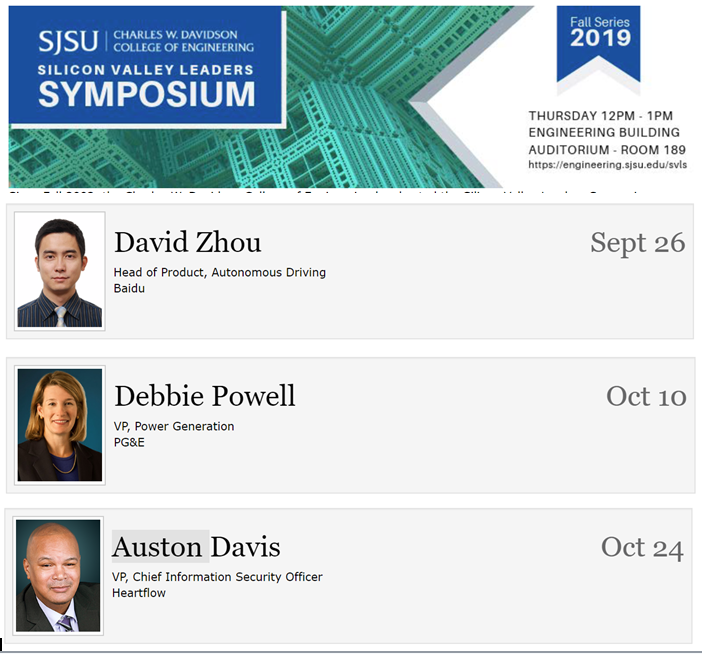 SJSU | CHARLES W. DAVIDSON
COLLEGE OF ENGINEERING
SILICON VALLEY LEADERS
SYMPOSIUM
Fall Series
2019
THURSDAY 12PM - 1PM
ENGINEERING BUILDING
AUDITORIUM - ROOM 189
https://engineering.sjsu.edu/svls
David Zhou
Sept 26
Head of Product, Autonomous Driving
Baidu
Debbie Powell
Oct 10
VP, Power Generation
PG&E
Auston Davis
Oct 24
VP, Chief Information Security Officer
Heartflow